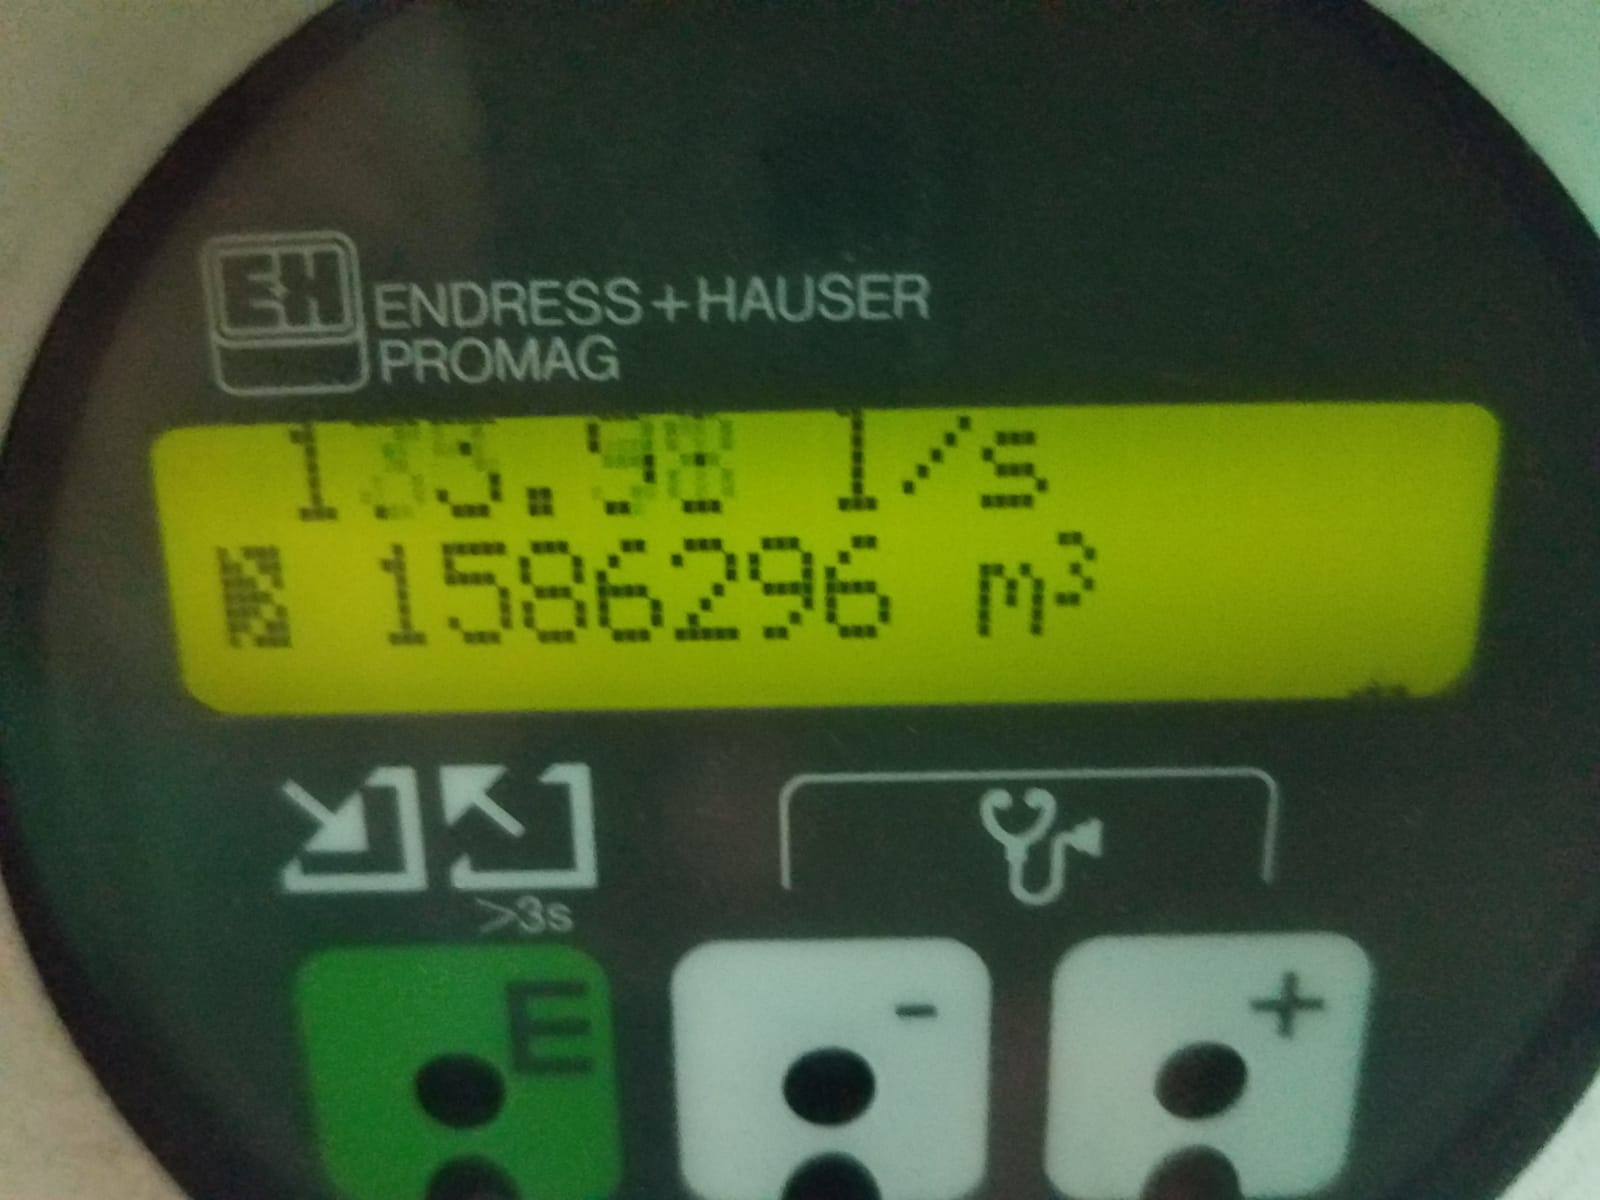 EH
ENDRESS+HAUSER
PROMAG
l/s
1586296 m³
>3s
E
- +